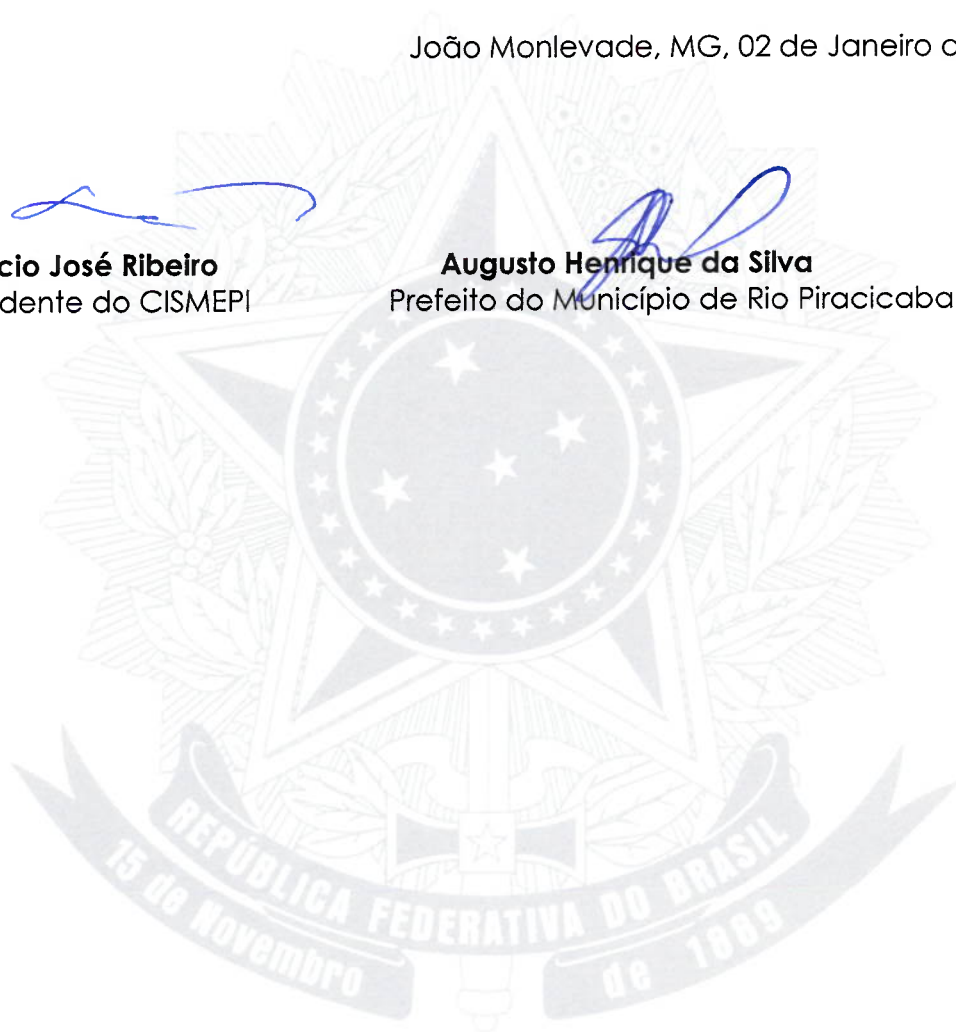 João Monlevade, MG, 02 de Janeiro d
cio José Ribeiro
dente do CISMEPI
Augusto Henrique da Silva
Prefeito do Município de Rio Piracicaba
REPÚBLICA FEDERATIVA DO BRASIL
15 de Novembro de 1889